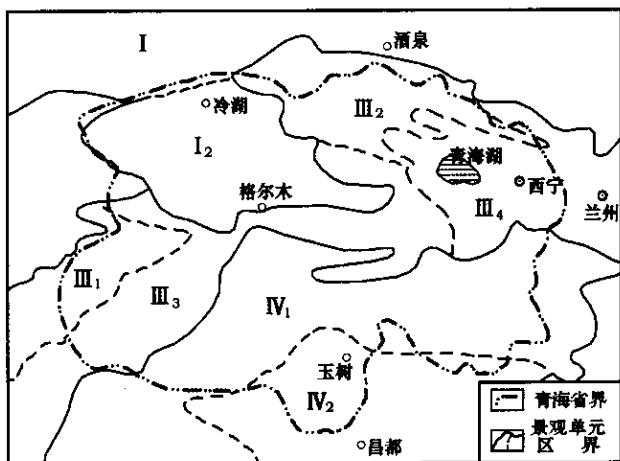 I
酒泉
冷湖
III₂
I₂
青海湖
西宁
格尔木
兰州
III₄
III₁
III₃
IV₁
玉树
IV₂
昌都
青海省界
景观单元
区 界